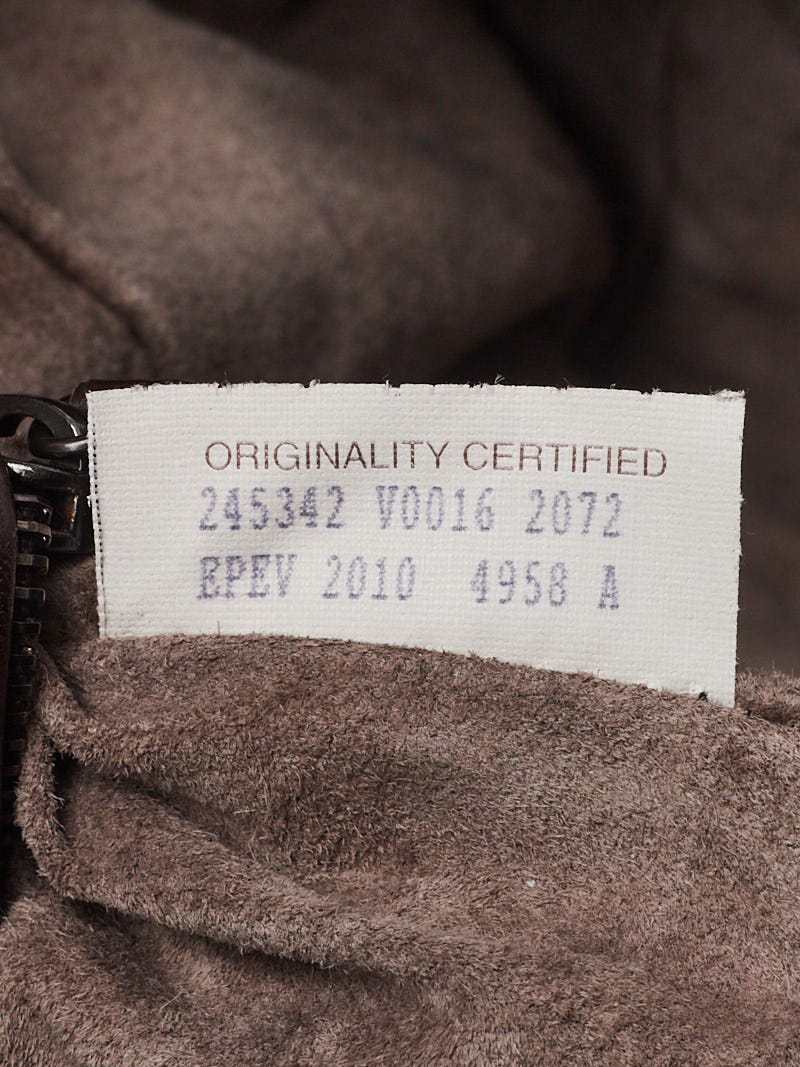 ORIGINALITY CERTIFIED
245342 V0016 2072
EPEV 2010 4958 A